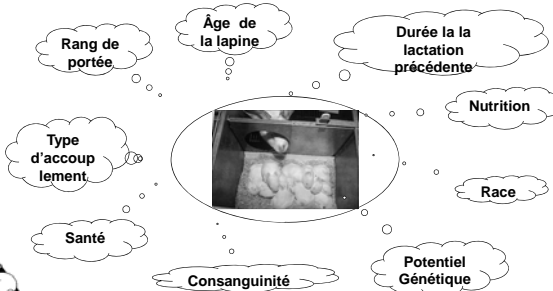 Âge de
la lapine
Rang de
portée
Durée la la
lactation
précédente
Nutrition
Type
d'accoup
lement
Race
Santé
Potentiel
Génétique
Consanguinité